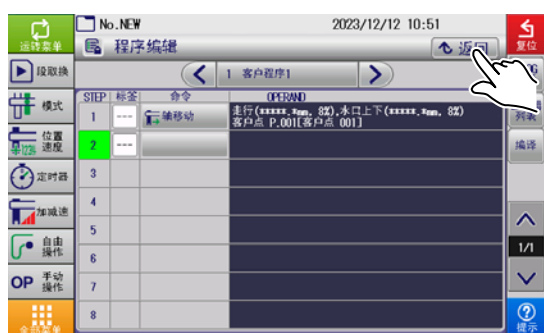 No.NEW 2023/12/12 10:51
运转菜单
程序编辑
返回
复位
段取换
1 客户程序1
模式
STEP 标签 命令 OPERAND
1 --- 轴移动 走行(*****.*mm, 8%),水口上下(*****.*mm, 8%)
客户点 P.001[客户点 001]
列表
位置
速度
2 ---
编译
定时器
3
加减速
4
5
自由
操作
6
1/1
OP 手动
操作
7
8
全部菜单
提示